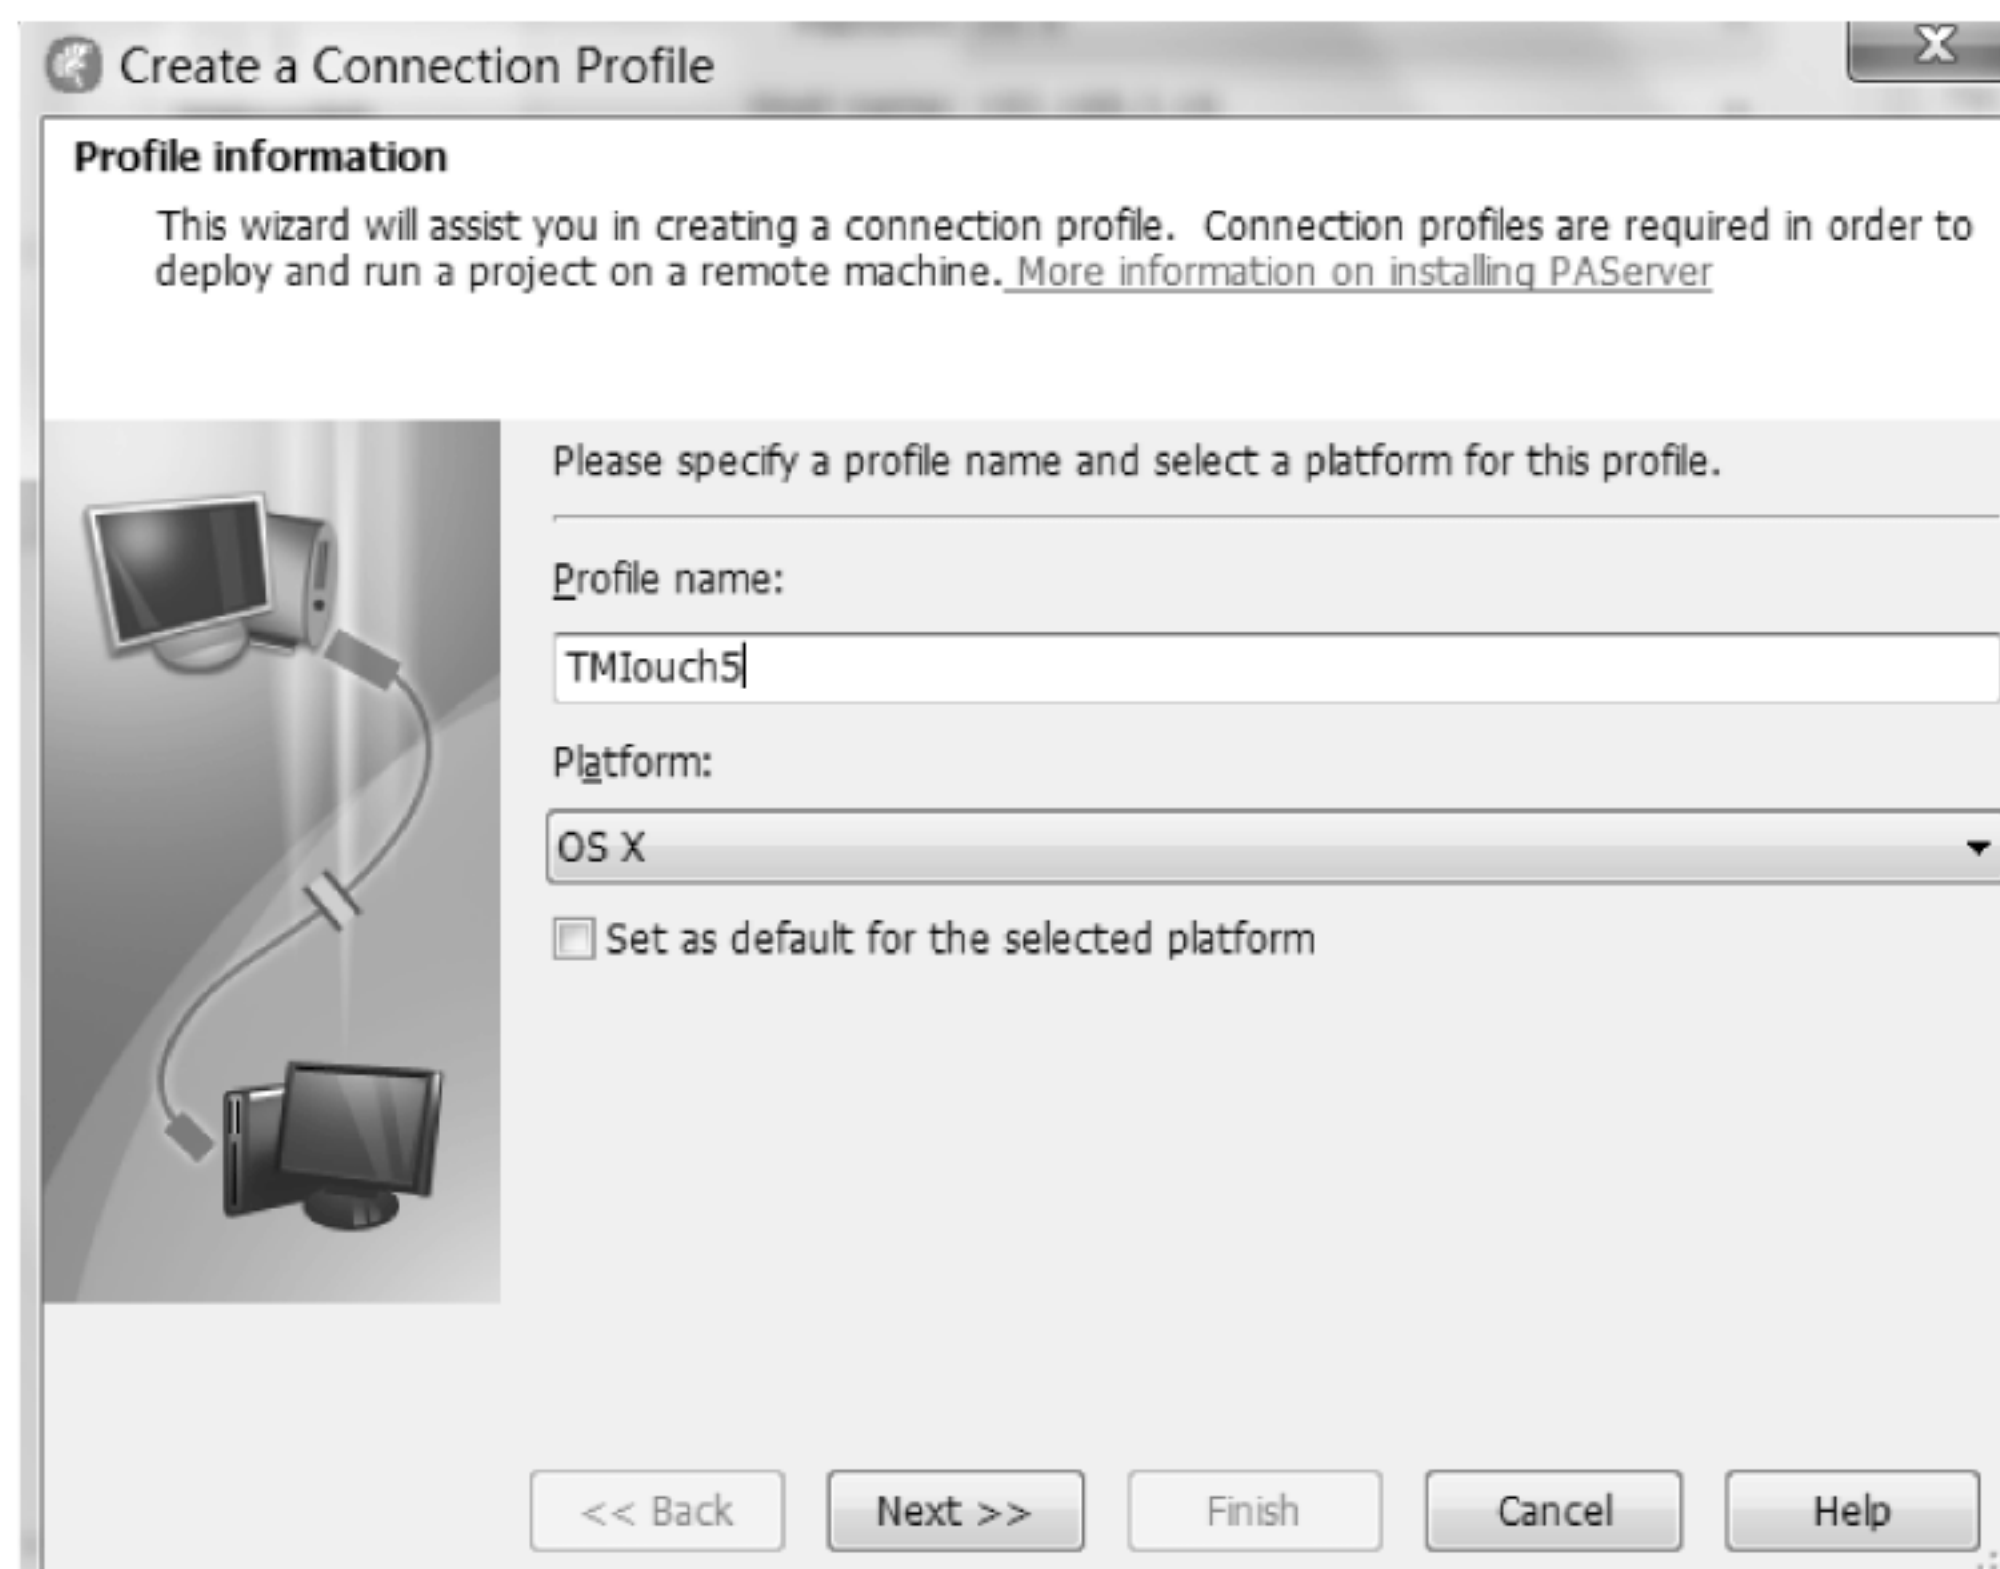 Create a Connection Profile
X
Profile information
This wizard will assist you in creating a connection profile.  Connection profiles are required in order to
deploy and run a project on a remote machine. More information on installing PAServer
Please specify a profile name and select a platform for this profile.
Profile name:
TMIouch5
Platform:
OS X
Set as default for the selected platform
<< Back
Next >>
Finish
Cancel
Help